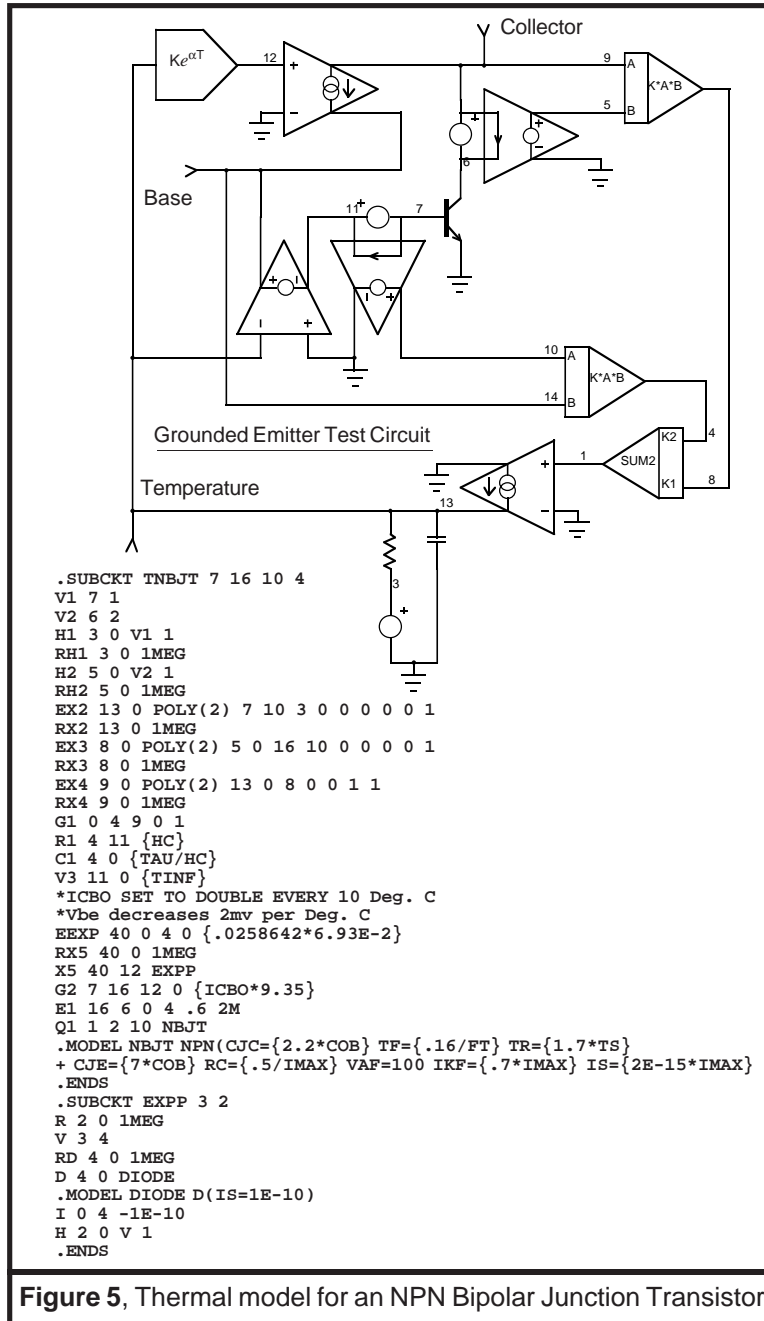 Collector
KeαT
12
+
−
9
A
K*A*B
5
B
+
+
−
6
Base
11
+
7
+
−
−
+
−
+
10
A
K*A*B
14
B
Grounded Emitter Test Circuit
K2
4
1
SUM2
+
K1
8
−
Temperature
13
3
+
.SUBCKT TNBJT 7 16 10 4
V1 7 1
V2 6 2
H1 3 0 V1 1
RH1 3 0 1MEG
H2 5 0 V2 1
RH2 5 0 1MEG
EX2 13 0 POLY(2) 7 10 3 0 0 0 0 0 1
RX2 13 0 1MEG
EX3 8 0 POLY(2) 5 0 16 10 0 0 0 0 1
RX3 8 0 1MEG
EX4 9 0 POLY(2) 13 0 8 0 0 1 1
RX4 9 0 1MEG
G1 0 4 9 0 1
R1 4 11 {HC}
C1 4 0 {TAU/HC}
V3 11 0 {TINF}
*ICBO SET TO DOUBLE EVERY 10 Deg. C
*Vbe decreases 2mv per Deg. C
EEXP 40 0 4 0 {.0258642*6.93E-2}
RX5 40 0 1MEG
X5 40 12 EXPP
G2 7 16 12 0 {ICBO*9.35}
E1 16 6 0 4 .6 2M
Q1 1 2 10 NBJT
.MODEL NBJT NPN(CJC={2.2*COB} TF={.16/FT} TR={1.7*TS}
+ CJE={7*COB} RC={.5/IMAX} VAF=100 IKF={.7*IMAX} IS={2E-15*IMAX}
.ENDS
.SUBCKT EXPP 3 2
R 2 0 1MEG
V 3 4
RD 4 0 1MEG
D 4 0 DIODE
.MODEL DIODE D(IS=1E-10)
I 0 4 -1E-10
H 2 0 V 1
.ENDS
Figure 5, Thermal model for an NPN Bipolar Junction Transistor